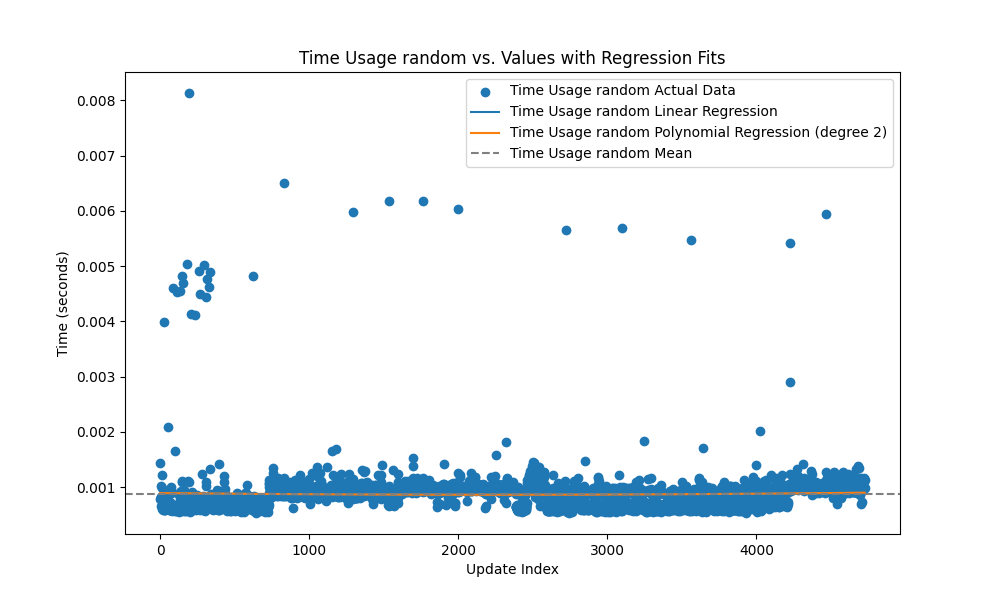 Time Usage random vs. Values with Regression Fits
Time Usage random Actual Data
Time Usage random Linear Regression
Time Usage random Polynomial Regression (degree 2)
Time Usage random Mean
0.008
0.007
0.006
0.005
0.004
0.003
0.002
0.001
Time (seconds)
0
1000
2000
3000
4000
Update Index